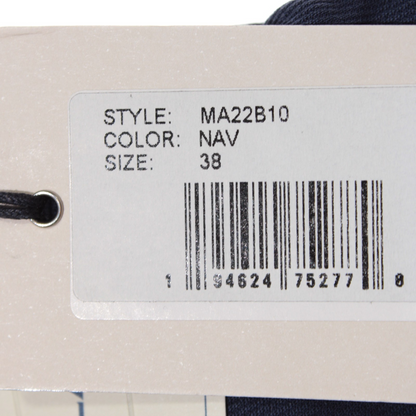 STYLE: MA22B10
COLOR: NAV
SIZE: 38
1 94624 75277 8